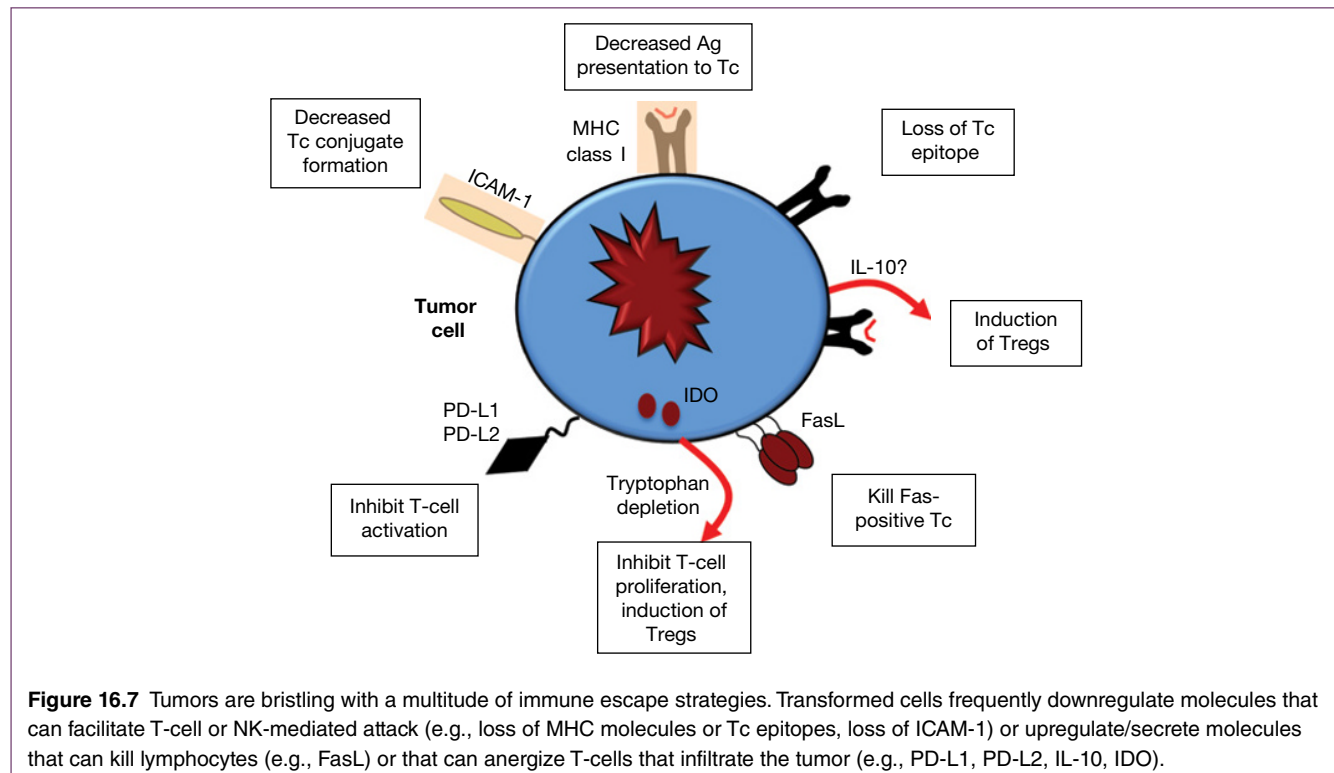 Decreased Ag
presentation to Tc
Decreased
Tc conjugate
formation
MHC
class I
Loss of Tc
epitope
ICAM-1
IL-10?
Tumor
cell
Induction
of Tregs
IDO
PD-L1
PD-L2
FasL
Tryptophan
depletion
Inhibit T-cell
activation
Kill Fas-
positive Tc
Inhibit T-cell
proliferation,
induction of
Tregs
Figure 16.7 Tumors are bristling with a multitude of immune escape strategies. Transformed cells frequently downregulate molecules that
can facilitate T-cell or NK-mediated attack (e.g., loss of MHC molecules or Tc epitopes, loss of ICAM-1) or upregulate/secrete molecules
that can kill lymphocytes (e.g., FasL) or that can anergize T-cells that infiltrate the tumor (e.g., PD-L1, PD-L2, IL-10, IDO).